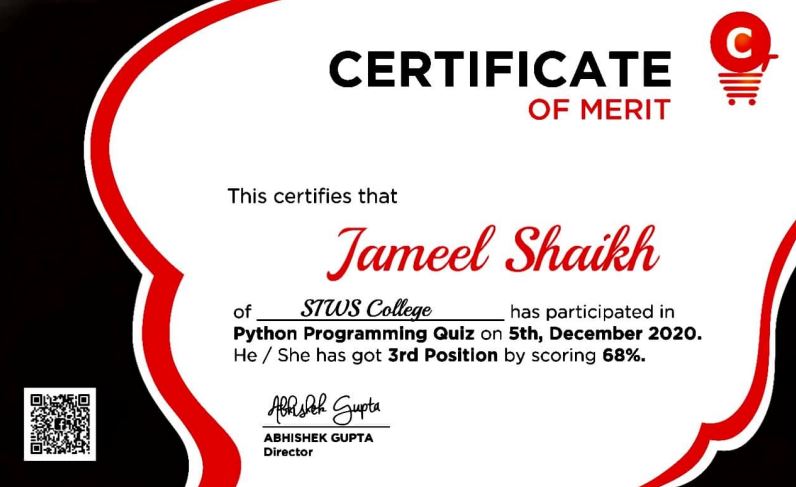 CERTIFICATE
OF MERIT
C
This certifies that
Jameel Shaikh
of STWS College has participated in
Python Programming Quiz on 5th, December 2020.
He / She has got 3rd Position by scoring 68%.
Abhishek Gupta
ABHISHEK GUPTA
Director